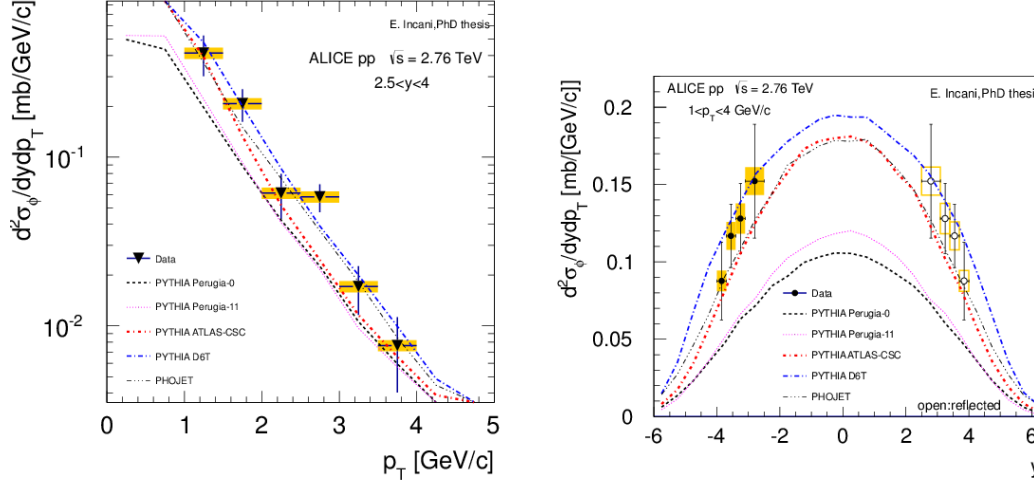 E. Incani,PhD thesis
ALICE pp √s = 2.76 TeV
2.5<y<4
d²σϕ/dydpT [mb/GeV/c)]
10⁻¹
10⁻²
Data
PYTHIA Perugia-0
PYTHIA Perugia-11
PYTHIA ATLAS-CSC
PYTHIA D6T
PHOJET
0 1 2 3 4 5
pT [GeV/c]
ALICE pp √s = 2.76 TeV
E. Incani,PhD thesis
1<pT<4 GeV/c
d²σϕ/dydpT [mb/[GeV/c)]
0.2
0.15
0.1
0.05
0
Data
PYTHIA Perugia-0
PYTHIA Perugia-11
PYTHIA ATLAS-CSC
PYTHIA D6T
PHOJET
open:reflected
-6 -4 -2 0 2 4 6
y